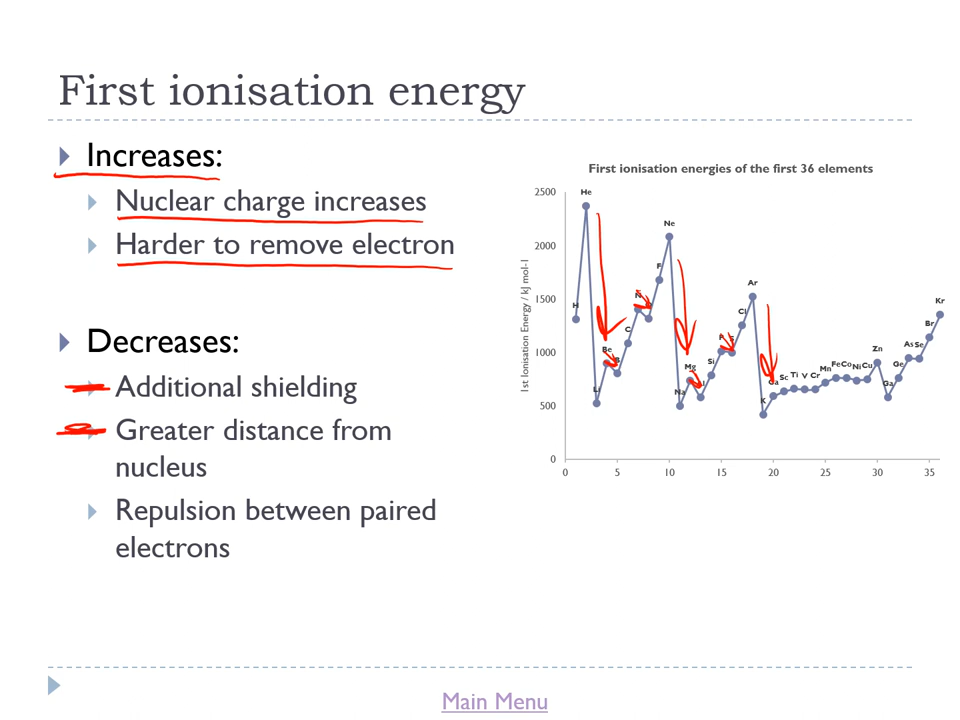 First ionisation energy
Increases:
Nuclear charge increases
Harder to remove electron
Decreases:
Additional shielding
Greater distance from
nucleus
Repulsion between paired
electrons
First ionisation energies of the first 36 elements
1st Ionisation Energy / kJ mol-1
2500
2000
1500
1000
500
0
0 5 10 15 20 25 30 35
H He Li Be B C N F Ne Na Mg Si P S Cl Ar K Ca Sc Ti V Cr Mn Fe Co Ni Cu Zn Ga Ge As Se Br Kr
Main Menu